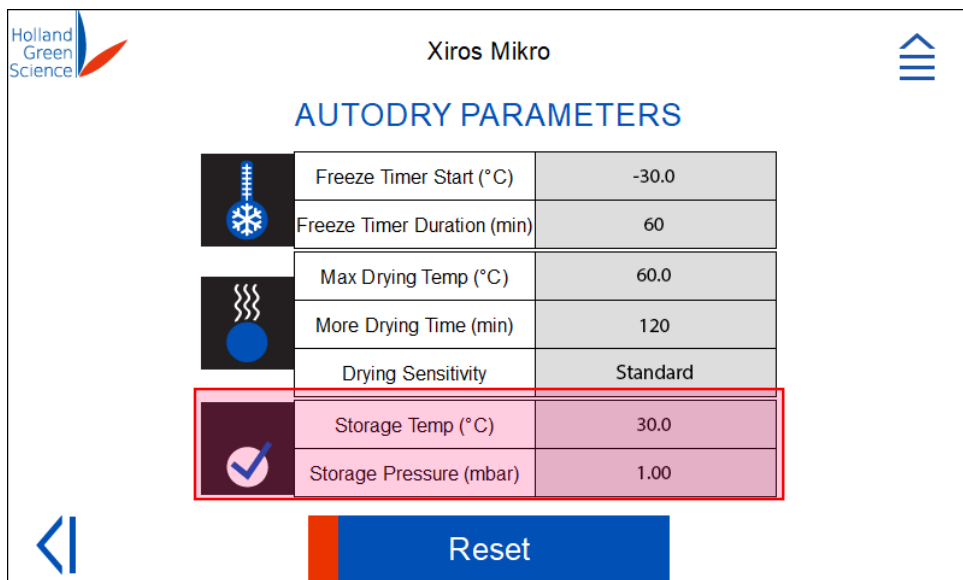 Holland
Green
Science
Xiros Mikro
AUTODRY PARAMETERS
Freeze Timer Start (°C) -30.0
Freeze Timer Duration (min) 60
Max Drying Temp (°C) 60.0
More Drying Time (min) 120
Drying Sensitivity Standard
Storage Temp (°C) 30.0
Storage Pressure (mbar) 1.00
Reset